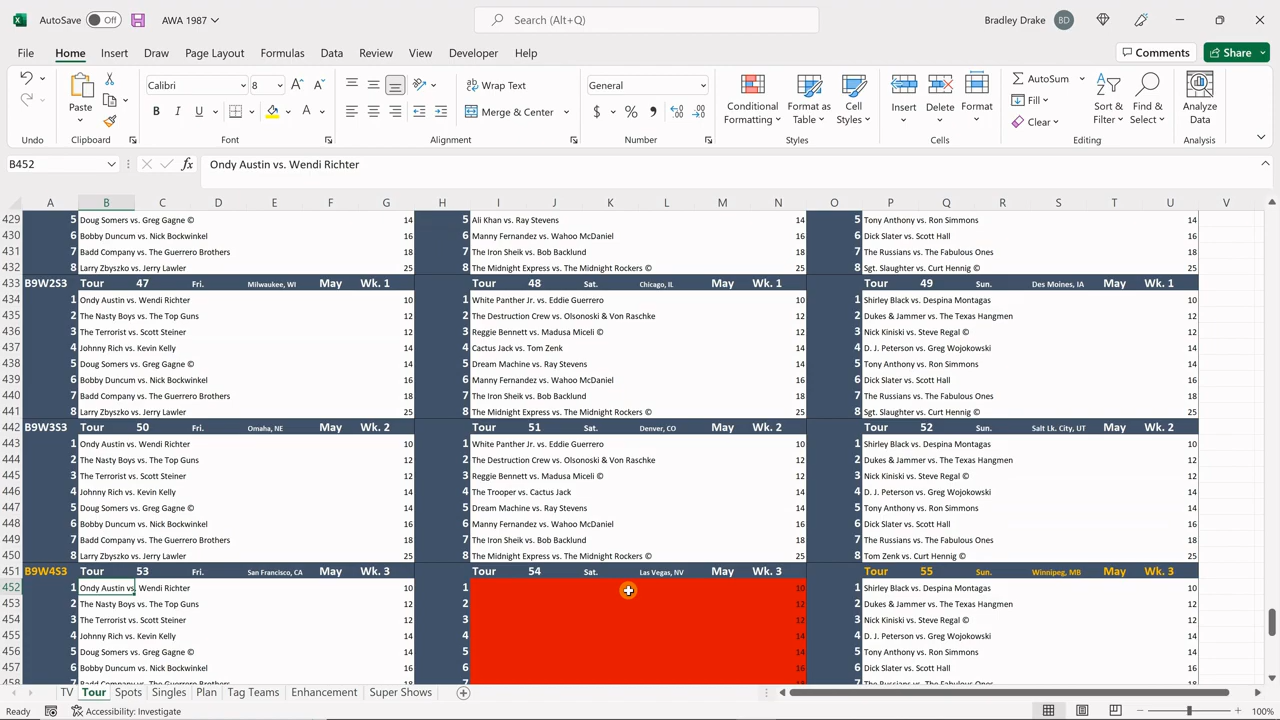 AutoSave Off AWA 1987 Search (Alt+Q) Bradley Drake BD
File Home Insert Draw Page Layout Formulas Data Review View Developer Help Comments Share
Paste Calibri 8 Wrap Text General Conditional Formatting Format as Table Cell Styles Insert Delete Format AutoSum Sort & Filter Find & Select Analyze Data
B I U Merge & Center $ % Fill Clear
Undo Clipboard Font Alignment Number Styles Cells Editing Analysis
B452 fx Ondy Austin vs. Wendi Richter
A B C D E F G H I J K L M N O P Q R S T U V
429 5 Doug Somers vs. Greg Gagne © 14 5 Ali Khan vs. Ray Stevens 14 5 Tony Anthony vs. Ron Simmons 14
430 6 Bobby Duncum vs. Nick Bockwinkel 16 6 Manny Fernandez vs. Wahoo McDaniel 16 6 Dick Slater vs. Scott Hall 16
431 7 Badd Company vs. The Guerrero Brothers 18 7 The Iron Sheik vs. Bob Backlund 18 7 The Russians vs. The Fabulous Ones 18
432 8 Larry Zbyszko vs. Jerry Lawler 25 8 The Midnight Express vs. The Midnight Rockers © 25 8 Sgt. Slaughter vs. Curt Hennig © 25
433 B9W2S3 Tour 47 Fri. Milwaukee, WI May Wk. 1 Tour 48 Sat. Chicago, IL May Wk. 1 Tour 49 Sun. Des Moines, IA May Wk. 1
434 1 Ondy Austin vs. Wendi Richter 10 1 White Panther Jr. vs. Eddie Guerrero 10 1 Shirley Black vs. Despina Montagas 10
435 2 The Nasty Boys vs. The Top Guns 12 2 The Destruction Crew vs. Olsonoski & Von Raschke 12 2 Dukes & Jammer vs. The Texas Hangmen 12
436 3 The Terrorist vs. Scott Steiner 12 3 Reggie Bennett vs. Madusa Miceli © 12 3 Nick Kiniski vs. Steve Regal © 12
437 4 Johnny Rich vs. Kevin Kelly 14 4 Cactus Jack vs. Tom Zenk 14 4 D. J. Peterson vs. Greg Wojokowski 14
438 5 Doug Somers vs. Greg Gagne © 14 5 Dream Machine vs. Ray Stevens 14 5 Tony Anthony vs. Ron Simmons 14
439 6 Bobby Duncum vs. Nick Bockwinkel 16 6 Manny Fernandez vs. Wahoo McDaniel 16 6 Dick Slater vs. Scott Hall 16
440 7 Badd Company vs. The Guerrero Brothers 18 7 The Iron Sheik vs. Bob Backlund 18 7 The Russians vs. The Fabulous Ones 18
441 8 Larry Zbyszko vs. Jerry Lawler 25 8 The Midnight Express vs. The Midnight Rockers © 25 8 Sgt. Slaughter vs. Curt Hennig © 25
442 B9W3S3 Tour 50 Fri. Omaha, NE May Wk. 2 Tour 51 Sat. Denver, CO May Wk. 2 Tour 52 Sun. Salt Lk. City, UT May Wk. 2
443 1 Ondy Austin vs. Wendi Richter 10 1 White Panther Jr. vs. Eddie Guerrero 10 1 Shirley Black vs. Despina Montagas 10
444 2 The Nasty Boys vs. The Top Guns 12 2 The Destruction Crew vs. Olsonoski & Von Raschke 12 2 Dukes & Jammer vs. The Texas Hangmen 12
445 3 The Terrorist vs. Scott Steiner 12 3 Reggie Bennett vs. Madusa Miceli © 12 3 Nick Kiniski vs. Steve Regal © 12
446 4 Johnny Rich vs. Kevin Kelly 14 4 The Trooper vs. Cactus Jack 14 4 D. J. Peterson vs. Greg Wojokowski 14
447 5 Doug Somers vs. Greg Gagne © 14 5 Dream Machine vs. Ray Stevens 14 5 Tony Anthony vs. Ron Simmons 14
448 6 Bobby Duncum vs. Nick Bockwinkel 16 6 Manny Fernandez vs. Wahoo McDaniel 16 6 Dick Slater vs. Scott Hall 16
449 7 Badd Company vs. The Guerrero Brothers 18 7 The Iron Sheik vs. Bob Backlund 18 7 The Russians vs. The Fabulous Ones 18
450 8 Larry Zbyszko vs. Jerry Lawler 25 8 The Midnight Express vs. The Midnight Rockers © 25 8 Tom Zenk vs. Curt Hennig © 25
451 B9W4S3 Tour 53 Fri. San Francisco, CA May Wk. 3 Tour 54 Sat. Las Vegas, NV May Wk. 3 Tour 55 Sun. Winnipeg, MB May Wk. 3
452 1 Ondy Austin vs. Wendi Richter 10 1 10 1 Shirley Black vs. Despina Montagas 10
453 2 The Nasty Boys vs. The Top Guns 12 2 12 2 Dukes & Jammer vs. The Texas Hangmen 12
454 3 The Terrorist vs. Scott Steiner 12 3 12 3 Nick Kiniski vs. Steve Regal © 12
455 4 Johnny Rich vs. Kevin Kelly 14 4 14 4 D. J. Peterson vs. Greg Wojokowski 14
456 5 Doug Somers vs. Greg Gagne © 14 5 14 5 Tony Anthony vs. Ron Simmons 14
457 6 Bobby Duncum vs. Nick Bockwinkel 16 6 16 6 Dick Slater vs. Scott Hall 16
458 7 Badd Company vs. The Guerrero Brothers 18 7 18 7 The Russians vs. The Fabulous Ones 18
TV Tour Spots Singles Plan Tag Teams Enhancement Super Shows
Ready Accessibility: Investigate 100%